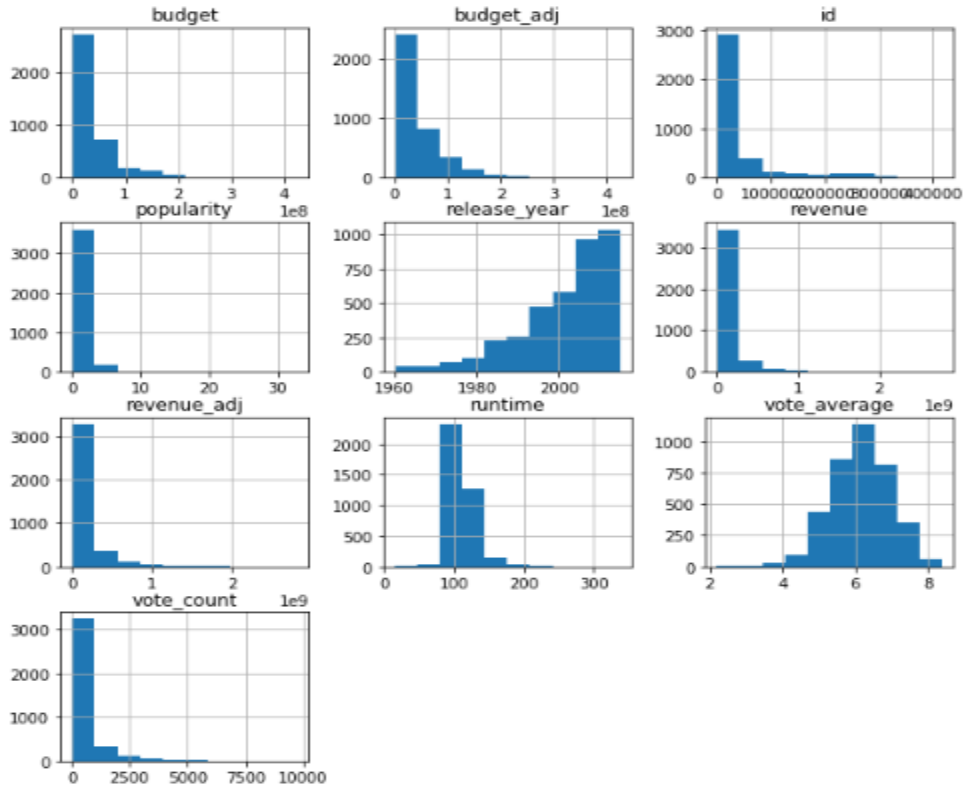 budget budget_adj id
2000
1000
0
0 1 2 3 4
1e8
2000
1000
0
0 1 2 3 4
1e8
3000
2000
1000
0
0
popularity release_year revenue
3000
2000
1000
0
0 10 20 30
1000
750
500
250
0
1960 1980 2000
3000
2000
1000
0
0 1 2
1e9
revenue_adj runtime vote_average
3000
2000
1000
0
0 1 2
1e9
2000
1500
1000
500
0
0 100 200 300
1000
750
500
250
0
2 4 6 8
vote_count
3000
2000
1000
0
0 2500 5000 7500 10000